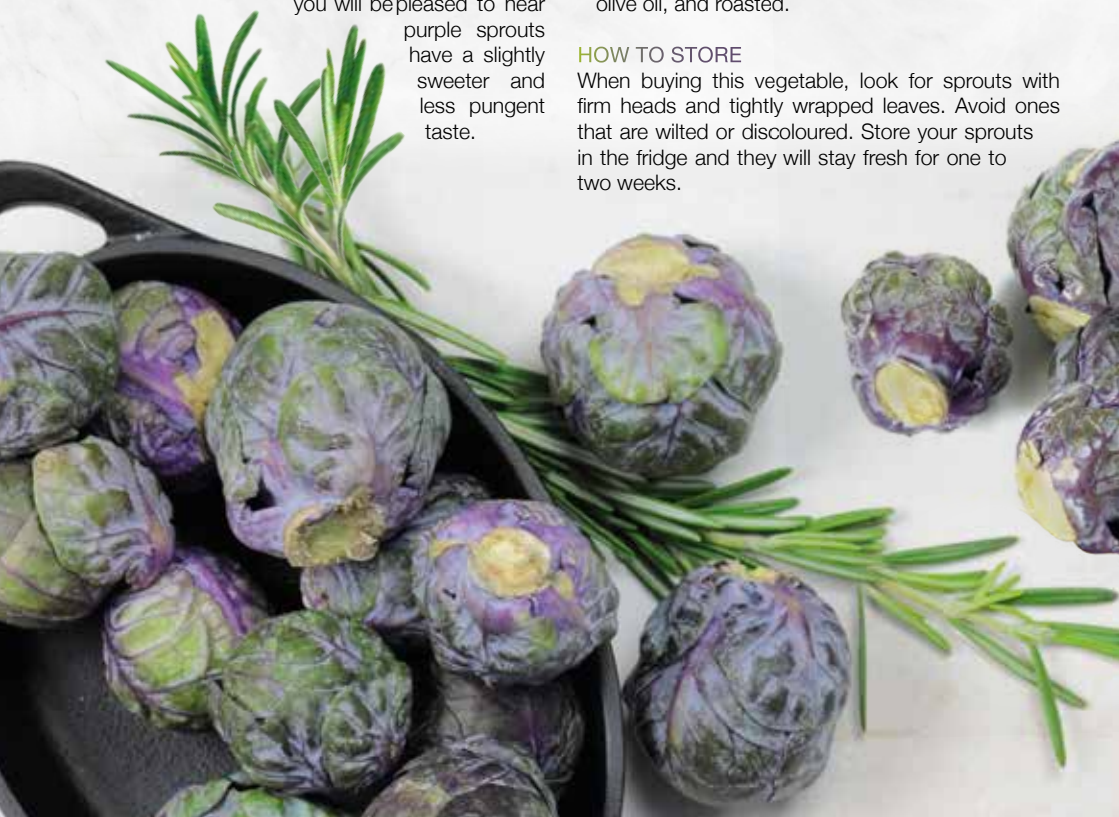 you will be pleased to hear
purple sprouts
have a slightly
sweeter and
less pungent
taste.
olive oil, and roasted.
HOW TO STORE
When buying this vegetable, look for sprouts with
firm heads and tightly wrapped leaves. Avoid ones
that are wilted or discoloured. Store your sprouts
in the fridge and they will stay fresh for one to
two weeks.